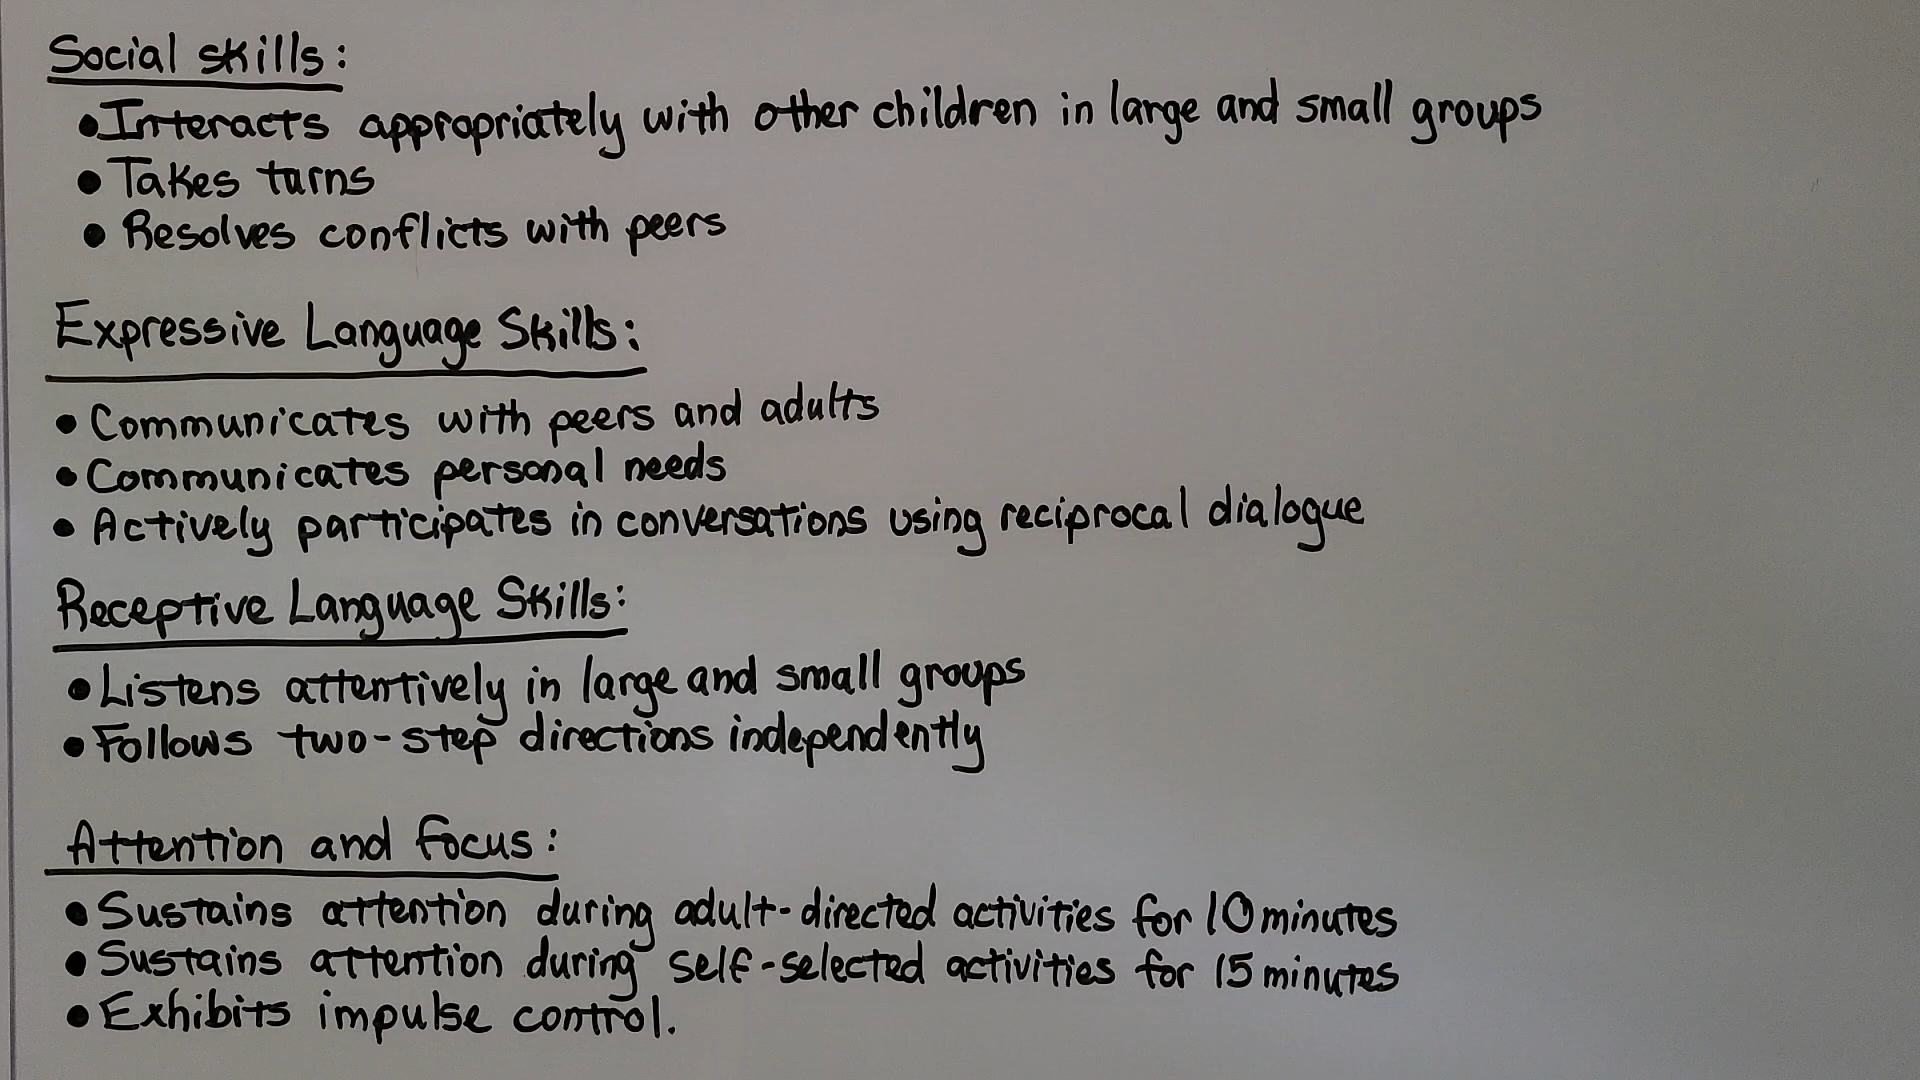 Social skills:
• Interacts appropriately with other children in large and small groups
• Takes turns
• Resolves conflicts with peers
Expressive Language Skills:
• Communicates with peers and adults
• Communicates personal needs
• Actively participates in conversations using reciprocal dialogue
Receptive Language Skills:
• Listens attentively in large and small groups
• Follows two-step directions independently
Attention and focus:
• Sustains attention during adult-directed activities for 10 minutes
• Sustains attention during self-selected activities for 15 minutes
• Exhibits impulse control.